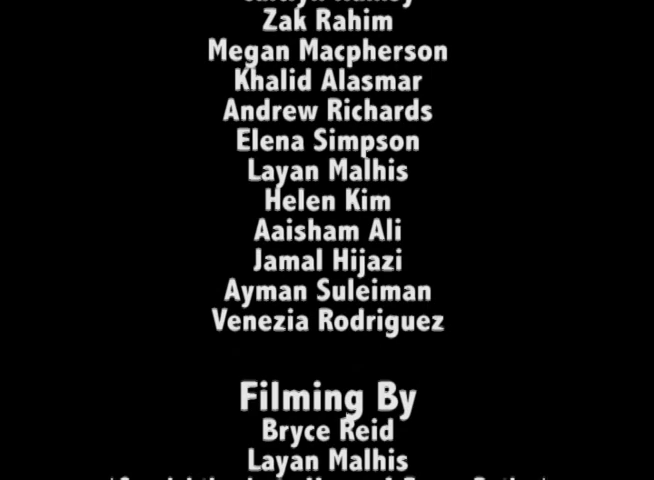 Zak Rahim
Megan Macpherson
Khalid Alasmar
Andrew Richards
Elena Simpson
Layan Malhis
Helen Kim
Aaisham Ali
Jamal Hijazi
Ayman Suleiman
Venezia Rodriguez
Filming By
Bryce Reid
Layan Malhis